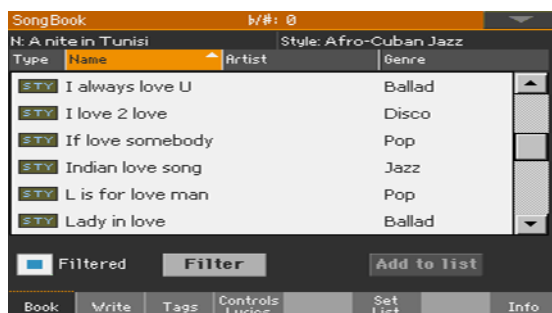 SongBook ♭/#: 0
N: A nite in Tunisi Style: Afro-Cuban Jazz
Type Name Artist Genre
STY I always love U Ballad
STY I love 2 love Disco
STY If love somebody Pop
STY Indian love song Jazz
STY L is for love man Pop
STY Lady in love Ballad
Filtered Filter Add to list
Book Write Tags Controls Lyrics Set List Info